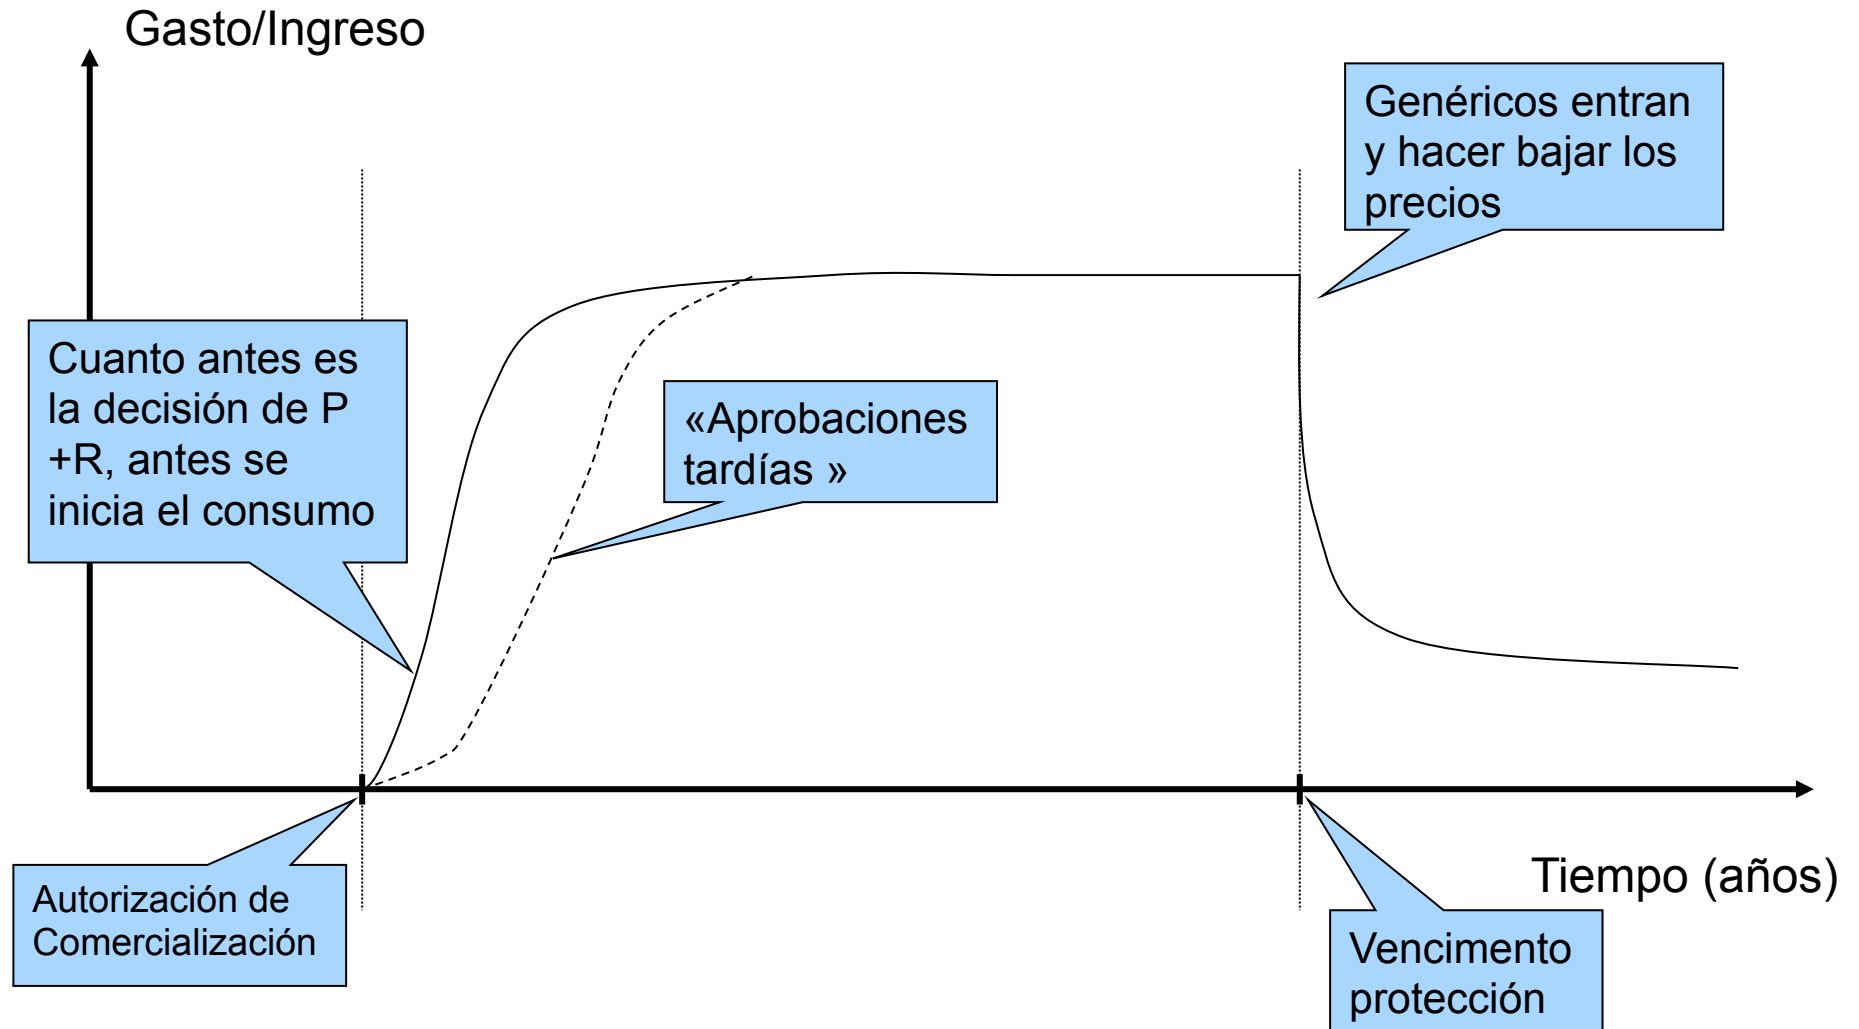 Gasto/Ingreso
Genéricos entran
y hacer bajar los
precios
Cuanto antes es
la decisión de P
+R, antes se
inicia el consumo
«Aprobaciones
tardías »
Tiempo (años)
Autorización de
Comercialización
Vencimento
protección